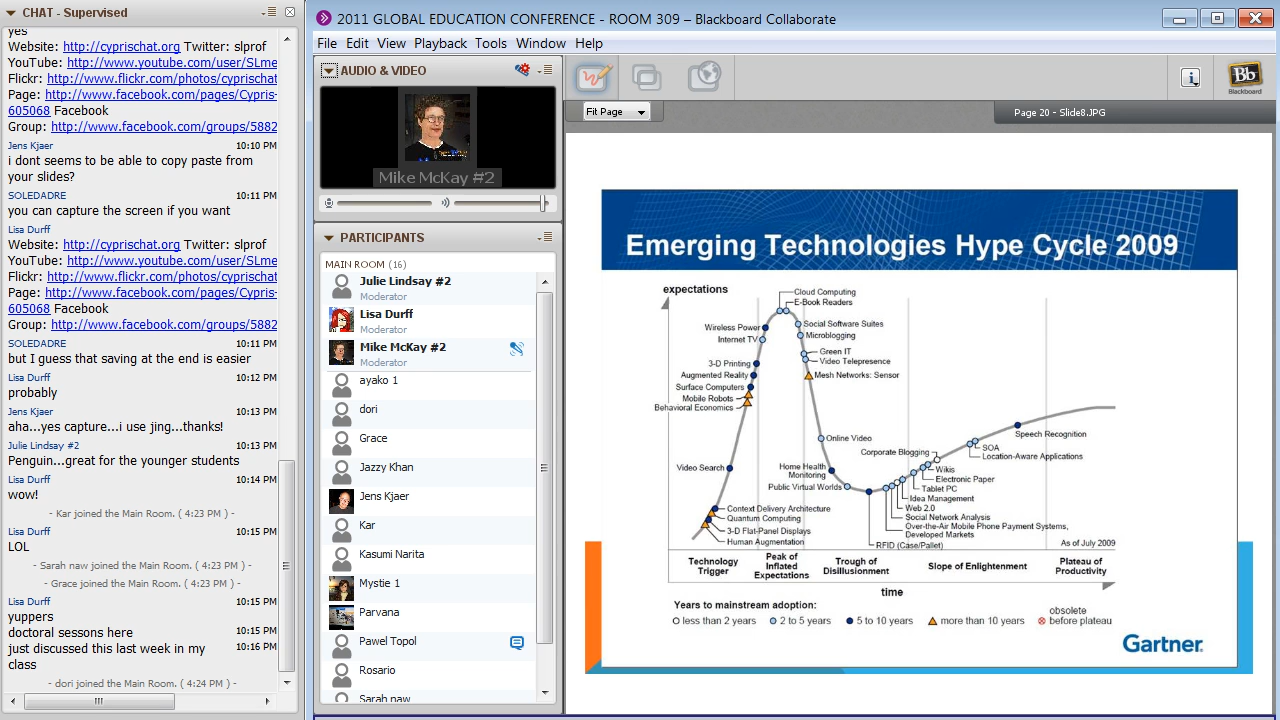 CHAT - Supervised
yes
Website: http://cyprischat.org Twitter: slprof
YouTube: http://www.youtube.com/user/SLme
Flickr: http://www.flickr.com/photos/cyprischat
Page: http://www.facebook.com/pages/Cypris-
605068 Facebook
Group: http://www.facebook.com/groups/5882
Jens Kjaer 10:10 PM
i dont seems to be able to copy paste from
your slides?
SOLEDADRE 10:11 PM
you can capture the screen if you want
Lisa Durff 10:11 PM
Website: http://cyprischat.org Twitter: slprof
YouTube: http://www.youtube.com/user/SLme
Flickr: http://www.flickr.com/photos/cyprischat
Page: http://www.facebook.com/pages/Cypris-
605068 Facebook
Group: http://www.facebook.com/groups/5882
SOLEDADRE 10:11 PM
but I guess that saving at the end is easier
Lisa Durff 10:12 PM
probably
Jens Kjaer 10:13 PM
aha...yes capture...i use jing...thanks!
Julie Lindsay #2 10:13 PM
Penguin...great for the younger students
Lisa Durff 10:14 PM
wow!
- Kar joined the Main Room. ( 4:23 PM ) -
Lisa Durff 10:15 PM
LOL
- Sarah naw joined the Main Room. ( 4:23 PM ) -
- Grace joined the Main Room. ( 4:23 PM ) -
Lisa Durff 10:15 PM
yuppers
doctoral sessons here 10:15 PM
just discussed this last week in my 10:16 PM
class
- dori joined the Main Room. ( 4:24 PM ) -
2011 GLOBAL EDUCATION CONFERENCE - ROOM 309 – Blackboard Collaborate
File Edit View Playback Tools Window Help
AUDIO & VIDEO
Mike McKay #2
PARTICIPANTS
MAIN ROOM (16)
Julie Lindsay #2
Moderator
Lisa Durff
Moderator
Mike McKay #2
Moderator
ayako 1
dori
Grace
Jazzy Khan
Jens Kjaer
Kar
Kasumi Narita
Mystie 1
Parvana
Pawel Topol
Rosario
Sarah naw
Bb
Blackboard
Fit Page
Page 20 - Slide8.JPG
Emerging Technologies Hype Cycle 2009
expectations
Cloud Computing
E-Book Readers
Wireless Power
Social Software Suites
Internet TV
Microblogging
Green IT
3-D Printing
Video Telepresence
Augmented Reality
Mesh Networks: Sensor
Surface Computers
Mobile Robots
Behavioral Economics
Online Video
Speech Recognition
Corporate Blogging
SOA
Location-Aware Applications
Video Search
Home Health
Monitoring
Wikis
Electronic Paper
Public Virtual Worlds
Tablet PC
Idea Management
Context Delivery Architecture
Web 2.0
Quantum Computing
Social Network Analysis
3-D Flat-Panel Displays
Over-the-Air Mobile Phone Payment Systems,
Developed Markets
Human Augmentation
RFID (Case/Pallet)
As of July 2009
Technology
Trigger
Peak of
Inflated
Expectations
Trough of
Disillusionment
Slope of Enlightenment
Plateau of
Productivity
time
Years to mainstream adoption:
less than 2 years
2 to 5 years
5 to 10 years
more than 10 years
obsolete
before plateau
Gartner.